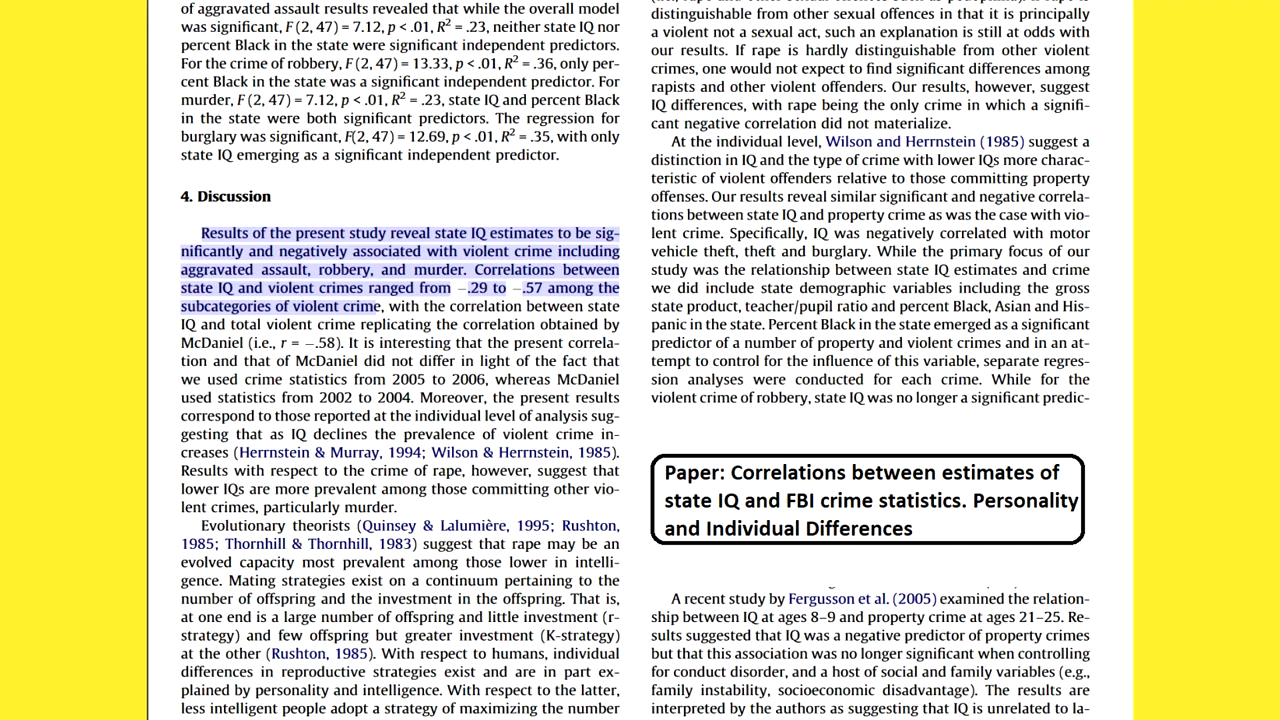 of aggravated assault results revealed that while the overall model
was significant, F (2, 47) = 7.12, p < .01, R² = .23, neither state IQ nor
percent Black in the state were significant independent predictors.
For the crime of robbery, F (2, 47) = 13.33, p < .01, R² = .36, only per-
cent Black in the state was a significant independent predictor. For
murder, F (2, 47) = 7.12, p < .01, R² = .23, state IQ and percent Black
in the state were both significant predictors. The regression for
burglary was significant, F(2, 47) = 12.69, p < .01, R² = .35, with only
state IQ emerging as a significant independent predictor.
4. Discussion
Results of the present study reveal state IQ estimates to be sig-
nificantly and negatively associated with violent crime including
aggravated assault, robbery, and murder. Correlations between
state IQ and violent crimes ranged from −.29 to −.57 among the
subcategories of violent crime, with the correlation between state
IQ and total violent crime replicating the correlation obtained by
McDaniel (i.e., r = −.58). It is interesting that the present correla-
tion and that of McDaniel did not differ in light of the fact that
we used crime statistics from 2005 to 2006, whereas McDaniel
used statistics from 2002 to 2004. Moreover, the present results
correspond to those reported at the individual level of analysis sug-
gesting that as IQ declines the prevalence of violent crime in-
creases (Herrnstein & Murray, 1994; Wilson & Herrnstein, 1985).
Results with respect to the crime of rape, however, suggest that
lower IQs are more prevalent among those committing other vio-
lent crimes, particularly murder.
Evolutionary theorists (Quinsey & Lalumière, 1995; Rushton,
1985; Thornhill & Thornhill, 1983) suggest that rape may be an
evolved capacity most prevalent among those lower in intelli-
gence. Mating strategies exist on a continuum pertaining to the
number of offspring and the investment in the offspring. That is,
at one end is a large number of offspring and little investment (r-
strategy) and few offspring but greater investment (K-strategy)
at the other (Rushton, 1985). With respect to humans, individual
differences in reproductive strategies exist and are in part ex-
plained by personality and intelligence. With respect to the latter,
less intelligent people adopt a strategy of maximizing the number
distinguishable from other sexual offences in that it is principally
a violent not a sexual act, such an explanation is still at odds with
our results. If rape is hardly distinguishable from other violent
crimes, one would not expect to find significant differences among
rapists and other violent offenders. Our results, however, suggest
IQ differences, with rape being the only crime in which a signifi-
cant negative correlation did not materialize.
At the individual level, Wilson and Herrnstein (1985) suggest a
distinction in IQ and the type of crime with lower IQs more charac-
teristic of violent offenders relative to those committing property
offenses. Our results reveal similar significant and negative correla-
tions between state IQ and property crime as was the case with vio-
lent crime. Specifically, IQ was negatively correlated with motor
vehicle theft, theft and burglary. While the primary focus of our
study was the relationship between state IQ estimates and crime
we did include state demographic variables including the gross
state product, teacher/pupil ratio and percent Black, Asian and His-
panic in the state. Percent Black in the state emerged as a significant
predictor of a number of property and violent crimes and in an at-
tempt to control for the influence of this variable, separate regres-
sion analyses were conducted for each crime. While for the
violent crime of robbery, state IQ was no longer a significant predic-
Paper: Correlations between estimates of
state IQ and FBI crime statistics. Personality
and Individual Differences
A recent study by Fergusson et al. (2005) examined the relation-
ship between IQ at ages 8–9 and property crime at ages 21–25. Re-
sults suggested that IQ was a negative predictor of property crimes
but that this association was no longer significant when controlling
for conduct disorder, and a host of social and family variables (e.g.,
family instability, socioeconomic disadvantage). The results are
interpreted by the authors as suggesting that IQ is unrelated to la-